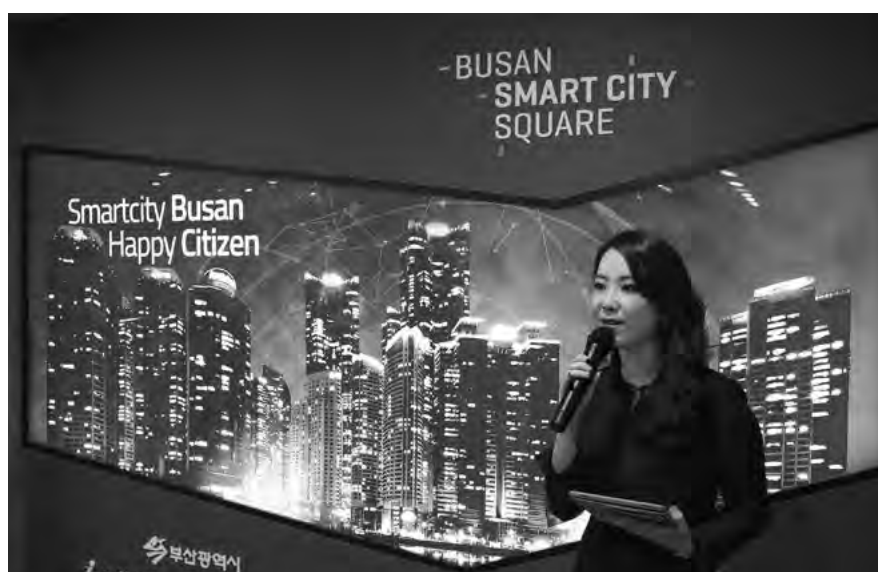 BUSAN
SMART CITY
SQUARE
Smartcity Busan
Happy Citizen
부산광역시